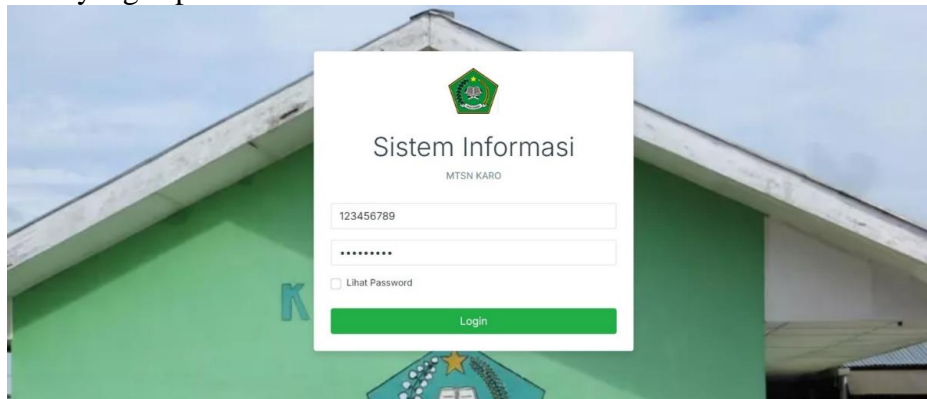 Sistem Informasi
MTSN KARO
123456789
•••••••••
Lihat Password
Login
K